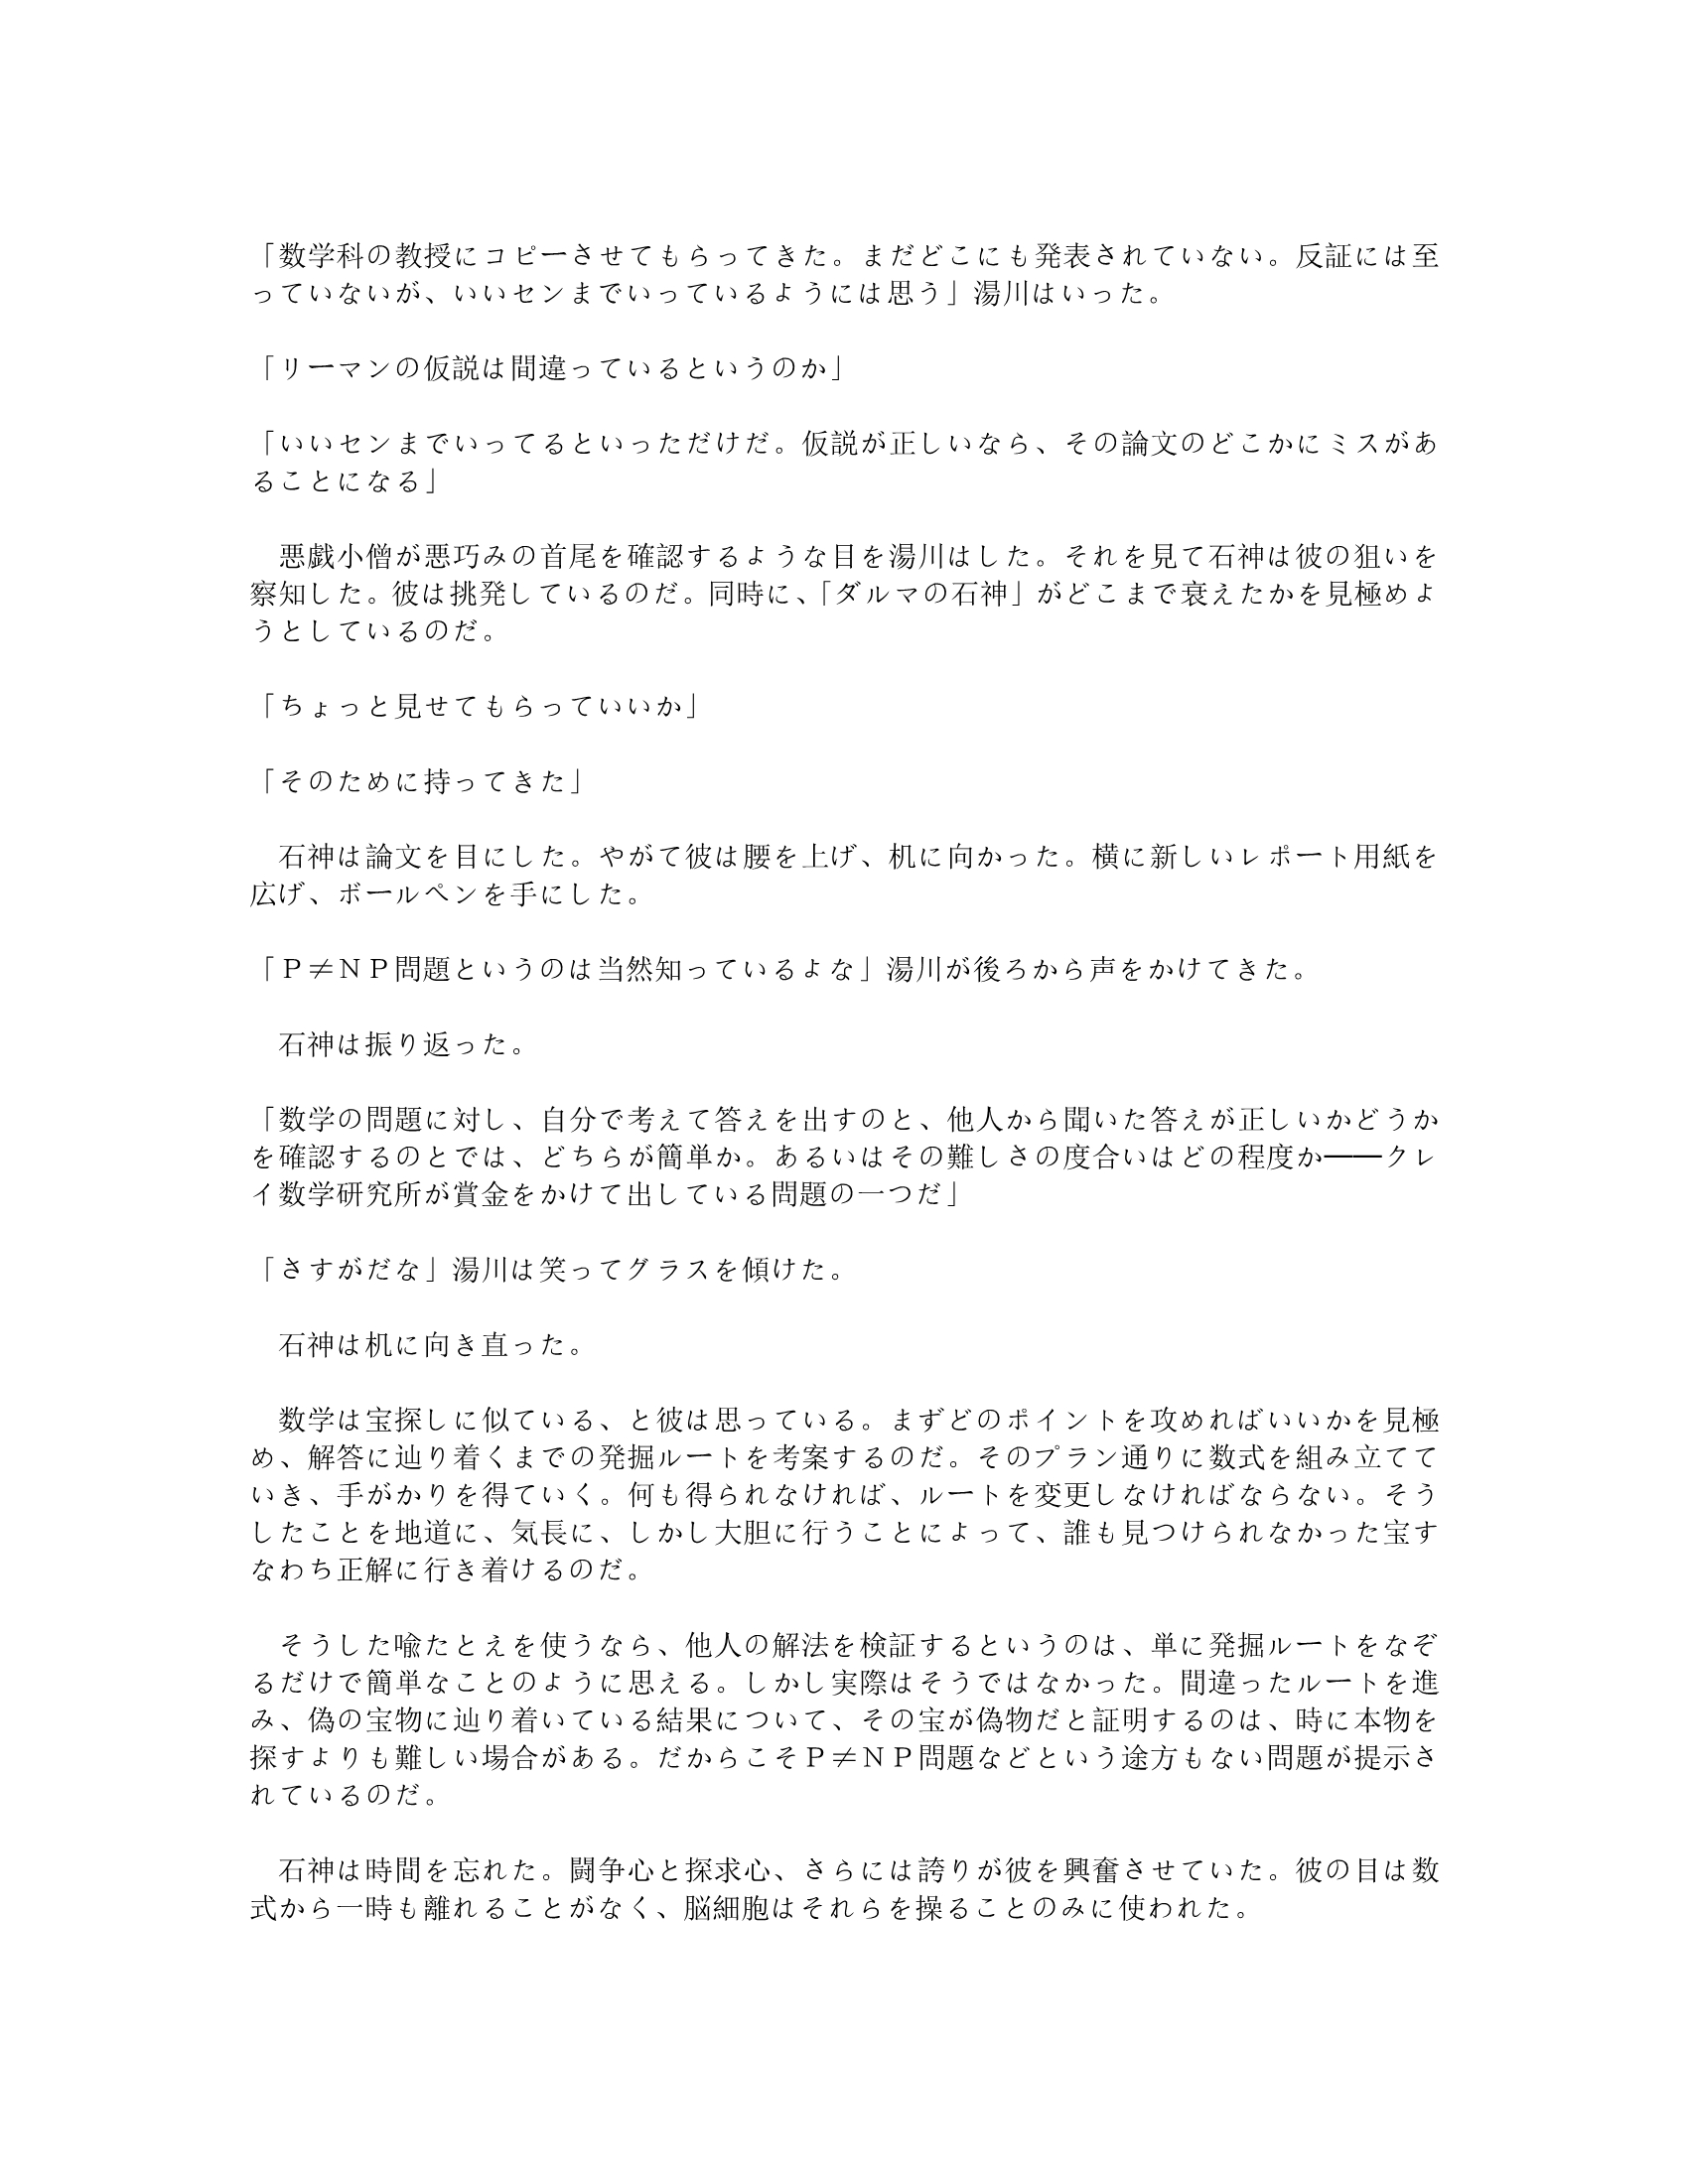 「数学科の教授にコピーさせてもらってきた。まだどこにも発表されていない。反証には至
っていないが、いいセンまでいっているようには思う」湯川はいった。
「リーマンの仮説は間違っているというのか」
「いいセンまでいってるといっただけだ。仮説が正しいなら、その論文のどこかにミスがあ
ることになる」
　悪戯小僧が悪巧みの首尾を確認するような目を湯川はした。それを見て石神は彼の狙いを
察知した。彼は挑発しているのだ。同時に、「ダルマの石神」がどこまで衰えたかを見極めよ
うとしているのだ。
「ちょっと見せてもらっていいか」
「そのために持ってきた」
　石神は論文を目にした。やがて彼は腰を上げ、机に向かった。横に新しいレポート用紙を
広げ、ボールペンを手にした。
「Ｐ≠ＮＰ問題というのは当然知っているよな」湯川が後ろから声をかけてきた。
　石神は振り返った。
「数学の問題に対し、自分で考えて答えを出すのと、他人から聞いた答えが正しいかどうか
を確認するのとでは、どちらが簡単か。あるいはその難しさの度合いはどの程度か――クレ
イ数学研究所が賞金をかけて出している問題の一つだ」
「さすがだな」湯川は笑ってグラスを傾けた。
　石神は机に向き直った。
　数学は宝探しに似ている、と彼は思っている。まずどのポイントを攻めればいいかを見極
め、解答に辿り着くまでの発掘ルートを考案するのだ。そのプラン通りに数式を組み立てて
いき、手がかりを得ていく。何も得られなければ、ルートを変更しなければならない。そう
したことを地道に、気長に、しかし大胆に行うことによって、誰も見つけられなかった宝す
なわち正解に行き着けるのだ。
　そうした喩たとえを使うなら、他人の解法を検証するというのは、単に発掘ルートをなぞ
るだけで簡単なことのように思える。しかし実際はそうではなかった。間違ったルートを進
み、偽の宝物に辿り着いている結果について、その宝が偽物だと証明するのは、時に本物を
探すよりも難しい場合がある。だからこそＰ≠ＮＰ問題などという途方もない問題が提示さ
れているのだ。
　石神は時間を忘れた。闘争心と探求心、さらには誇りが彼を興奮させていた。彼の目は数
式から一時も離れることがなく、脳細胞はそれらを操ることのみに使われた。